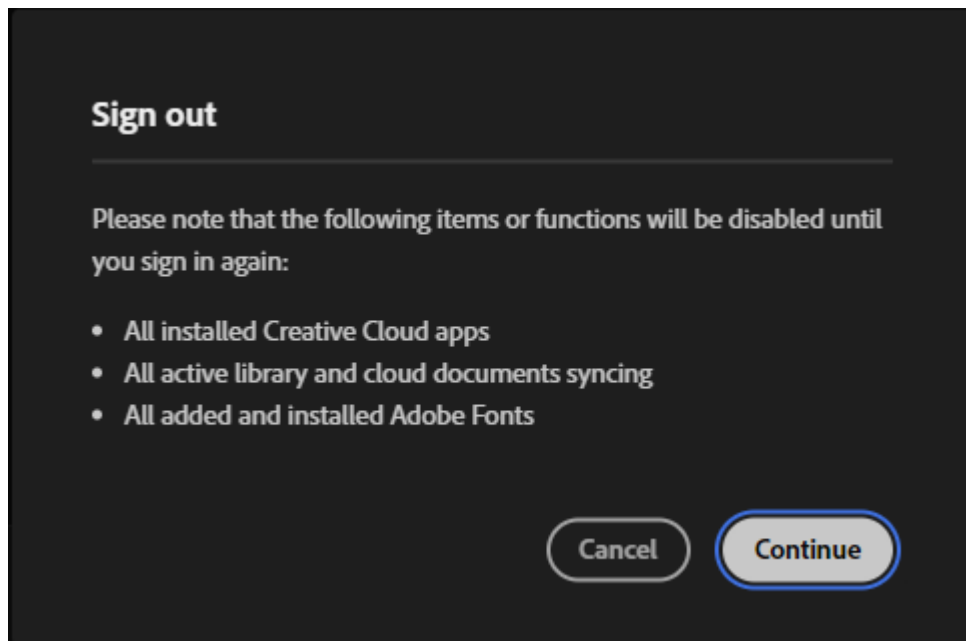 Sign out
Please note that the following items or functions will be disabled until
you sign in again:
• All installed Creative Cloud apps
• All active library and cloud documents syncing
• All added and installed Adobe Fonts
Cancel Continue